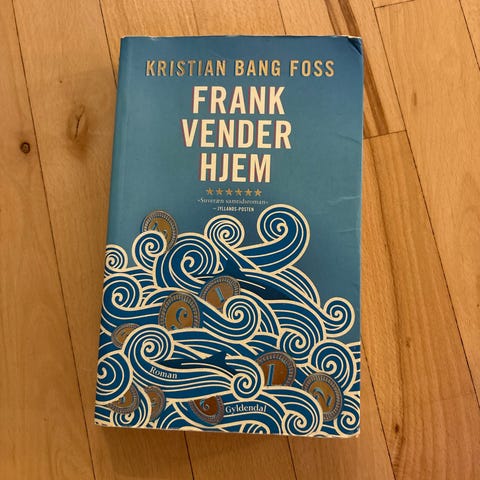 KRISTIAN BANG FOSS
FRANK
VENDER
HJEM
★★★★★★
»Suveræn samtidsroman«
— JYLLANDS-POSTEN
Roman
Gyldendal